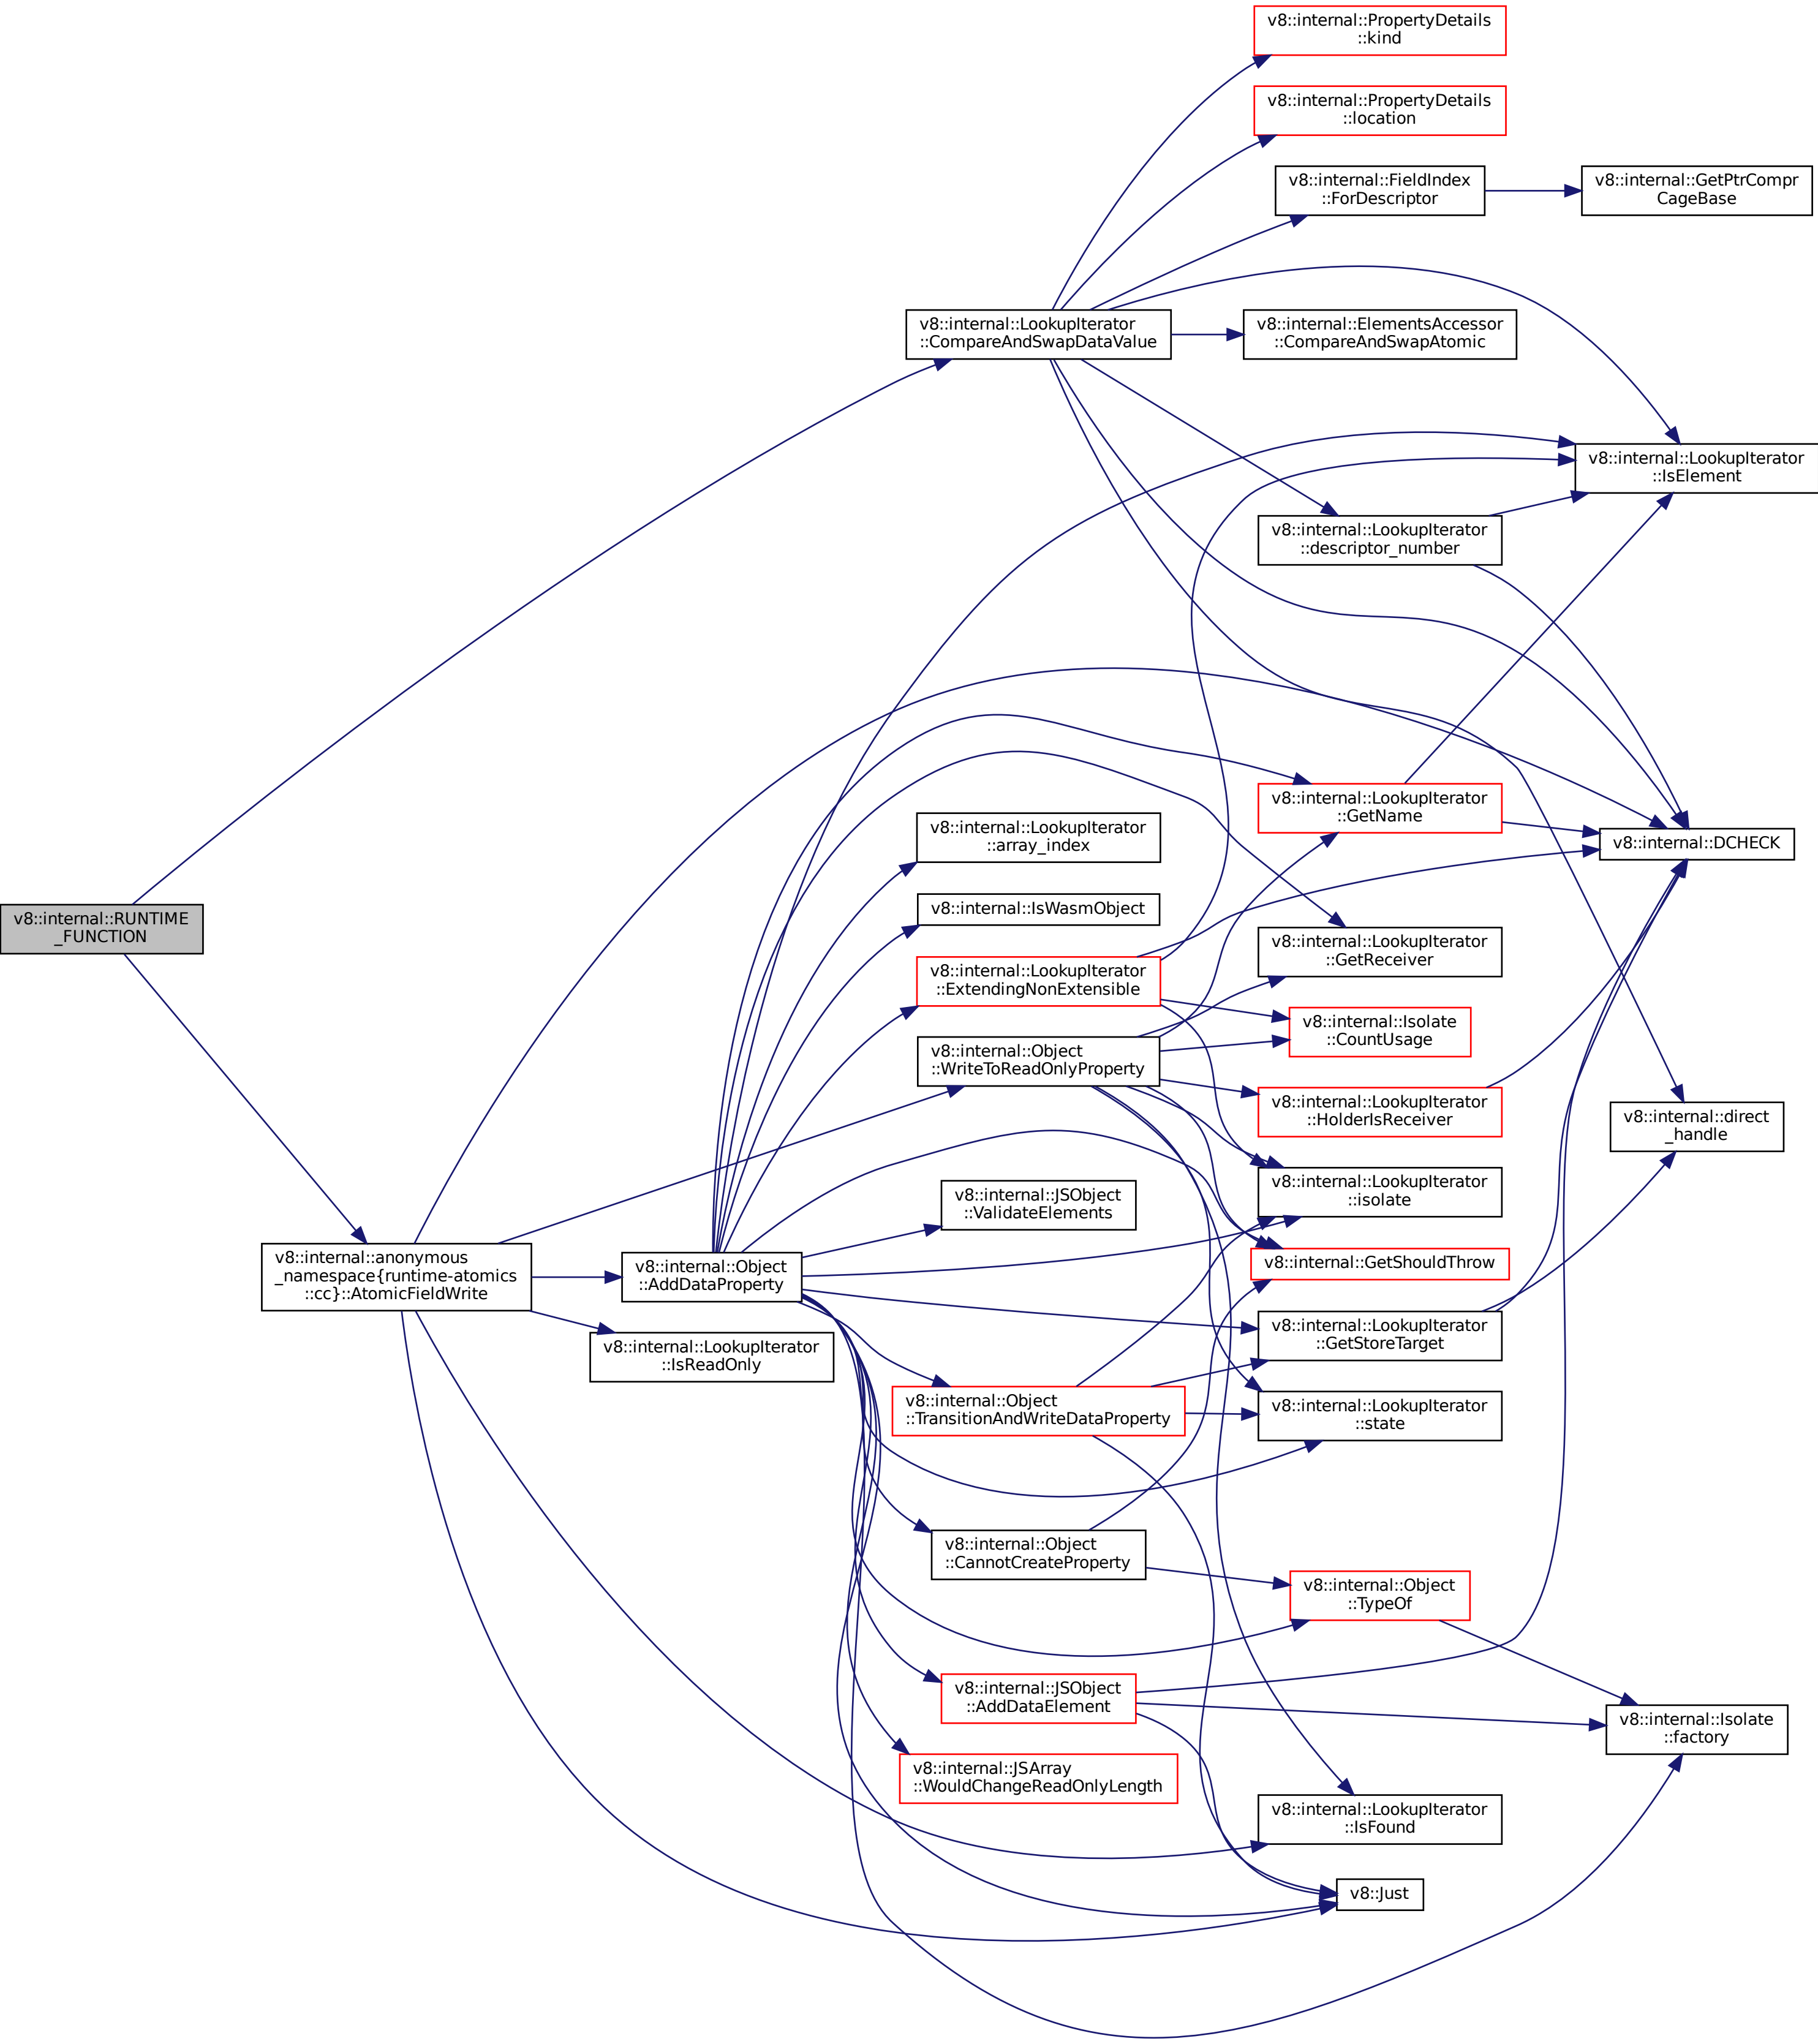 v8::internal::PropertyDetails
::kind
v8::internal::PropertyDetails
::location
v8::internal::FieldIndex
::ForDescriptor
v8::internal::GetPtrCompr
CageBase
v8::internal::LookupIterator
::CompareAndSwapDataValue
v8::internal::ElementsAccessor
::CompareAndSwapAtomic
v8::internal::LookupIterator
::IsElement
v8::internal::LookupIterator
::descriptor_number
v8::internal::LookupIterator
::GetName
v8::internal::LookupIterator
::array_index
v8::internal::DCHECK
v8::internal::IsWasmObject
v8::internal::RUNTIME
_FUNCTION
v8::internal::LookupIterator
::GetReceiver
v8::internal::LookupIterator
::ExtendingNonExtensible
v8::internal::Isolate
::CountUsage
v8::internal::Object
::WriteToReadOnlyProperty
v8::internal::LookupIterator
::HolderIsReceiver
v8::internal::direct
_handle
v8::internal::JSObject
::ValidateElements
v8::internal::LookupIterator
::isolate
v8::internal::anonymous
_namespace{runtime-atomics
::cc}::AtomicFieldWrite
v8::internal::Object
::AddDataProperty
v8::internal::GetShouldThrow
v8::internal::LookupIterator
::IsReadOnly
v8::internal::LookupIterator
::GetStoreTarget
v8::internal::Object
::TransitionAndWriteDataProperty
v8::internal::LookupIterator
::state
v8::internal::Object
::CannotCreateProperty
v8::internal::Object
::TypeOf
v8::internal::JSObject
::AddDataElement
v8::internal::Isolate
::factory
v8::internal::JSArray
::WouldChangeReadOnlyLength
v8::internal::LookupIterator
::IsFound
v8::Just